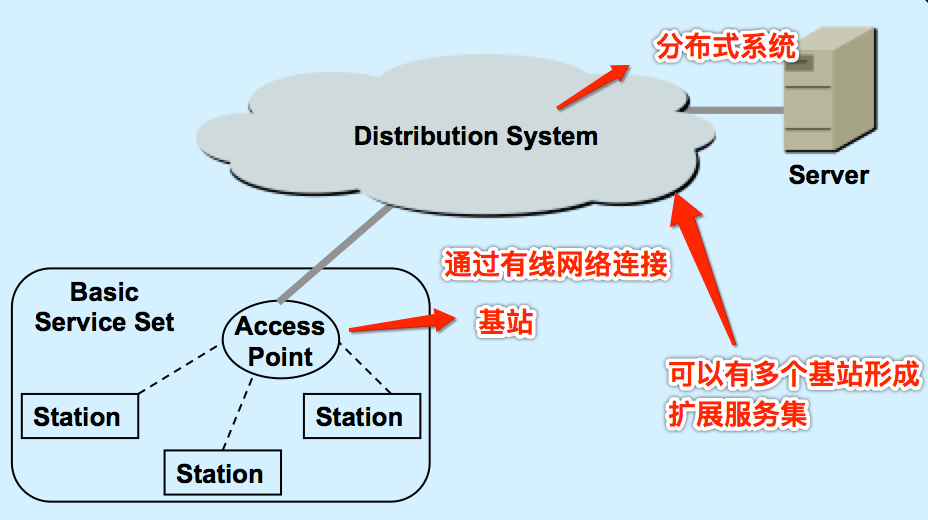 分布式系统
Distribution System
Server
通过有线网络连接
Basic
Service Set
Access
Point
基站
可以有多个基站形成
扩展服务集
Station
Station
Station